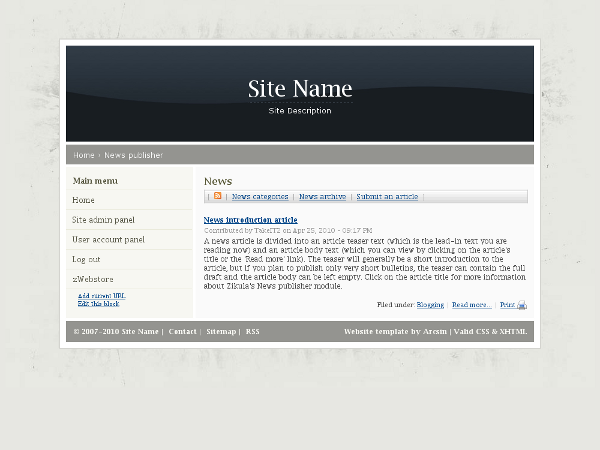 Site Name
Site Description
Home › News publisher
Main menu
Home
Site admin panel
User account panel
Log out
zWebstore
Add current URL
Edit this block
News
| | News categories | News archive | Submit an article |
News introduction article
Contributed by TakeIT2 on Apr 25, 2010 - 09:17 PM
A news article is divided into an article teaser text (which is the lead-in text you are
reading now) and an article body text (which you can view by clicking on the article's
title or the 'Read more' link). The teaser will generally be a short introduction to the
article, but if you plan to publish only very short bulletins, the teaser can contain the full
draft and the article body can be left empty. Click on the article title for more information
about Zikula's News publisher module.
Filed under: Blogging | Read more... | Print
© 2007-2010 Site Name | Contact | Sitemap | RSS
Website template by Arcsin | Valid CSS & XHTML